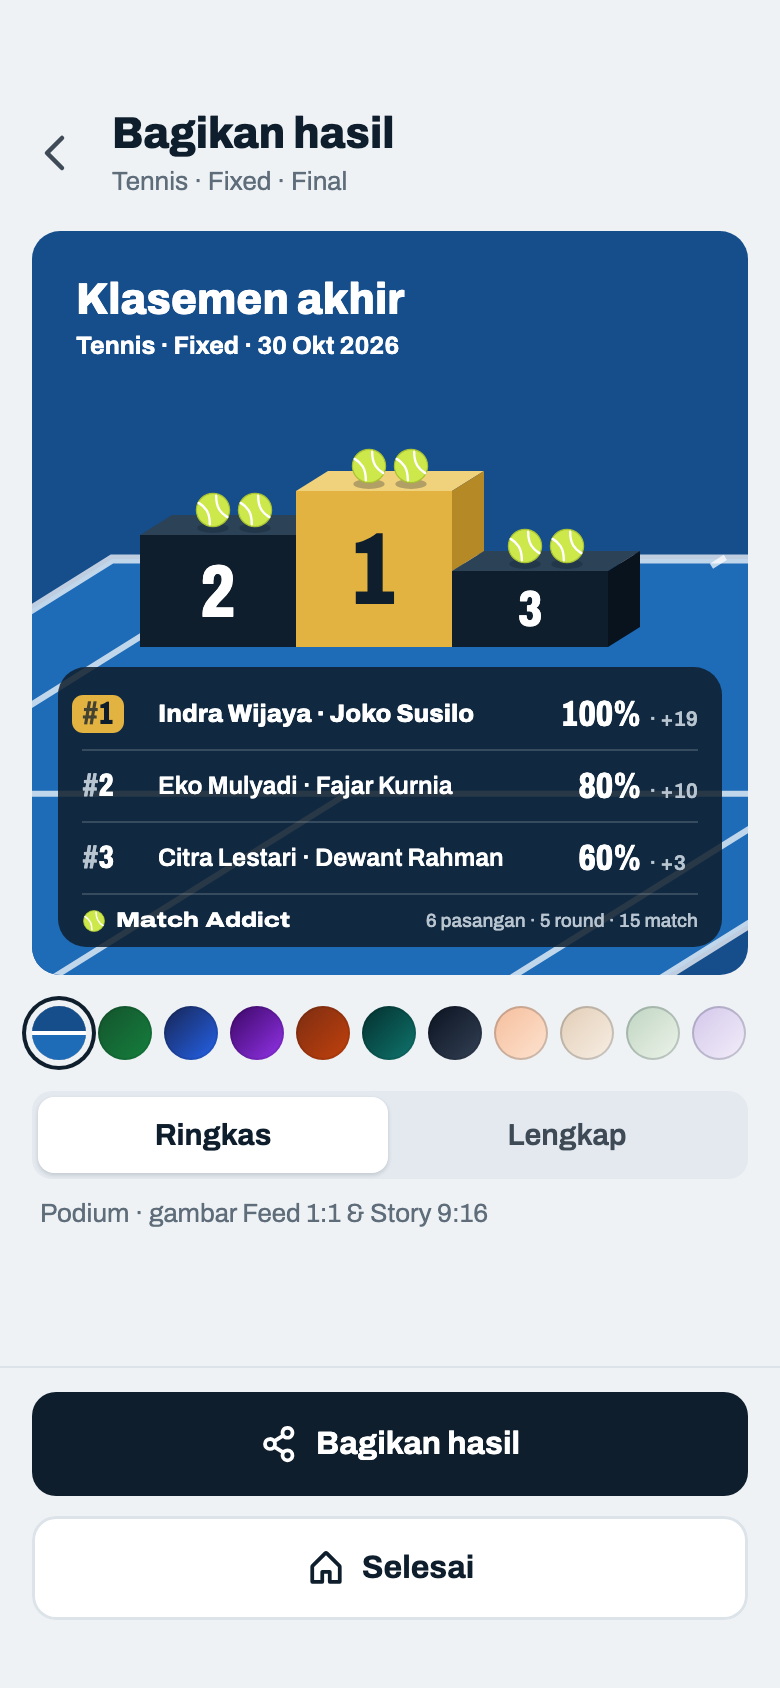 Bagikan hasil
Tennis · Fixed · Final
Klasemen akhir
Tennis · Fixed · 30 Okt 2026
1
2
3
#1 Indra Wijaya · Joko Susilo 100% · +19
#2 Eko Mulyadi · Fajar Kurnia 80% · +10
#3 Citra Lestari · Dewant Rahman 60% · +3
Match Addict 6 pasangan · 5 round · 15 match
Ringkas Lengkap
Podium · gambar Feed 1:1 & Story 9:16
Bagikan hasil
Selesai